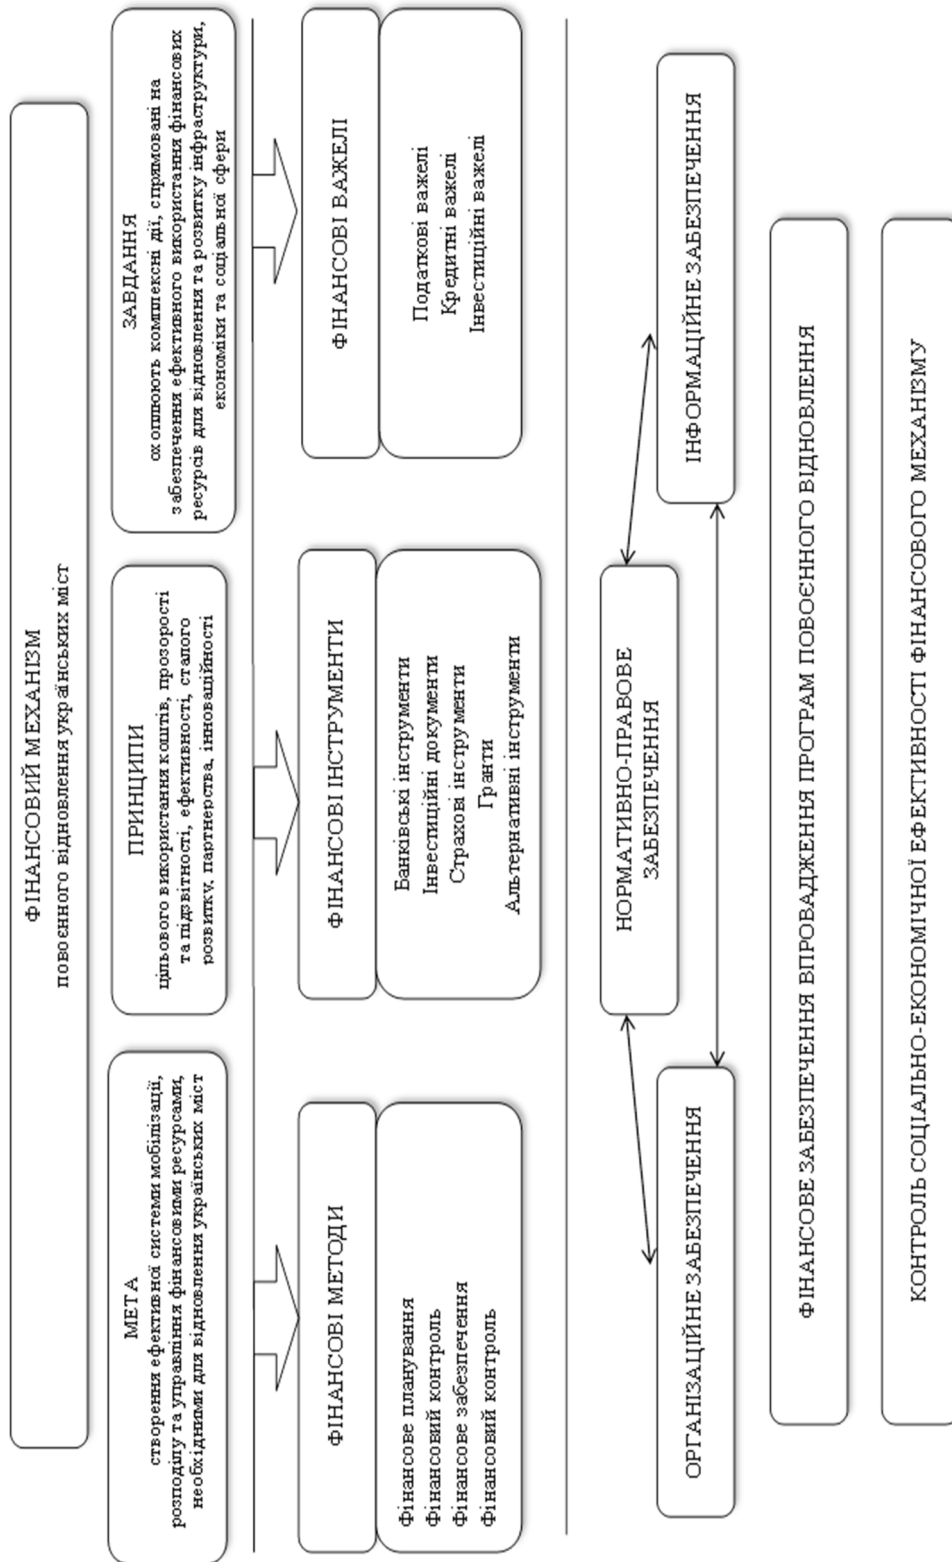 ФІНАНСОВИЙ МЕХАНІЗМ
повоєнного відновлення українських міст
МЕТА
створення ефективної системи мобілізації,
розподілу та управління фінансовими ресурсами,
необхідними для відновлення українських міст
ПРИНЦИПИ
цільового використання коштів, прозорості
та підзвітності, ефективності, сталого
розвитку, партнерства, інноваційності
ЗАВДАННЯ
охоплюють комплексні дії, спрямовані на
забезпечення ефективного використання фінансових
ресурсів для відновлення та розвитку інфраструктури,
економіки та соціальної сфери
ФІНАНСОВІ МЕТОДИ
Фінансове планування
Фінансовий контроль
Фінансове забезпечення
Фінансовий контроль
ФІНАНСОВІ ІНСТРУМЕНТИ
Банківські інструменти
Інвестиційні документи
Страхові інструменти
Гранти
Альтернативні інструменти
ФІНАНСОВІ ВАЖЕЛІ
Податкові важелі
Кредитні важелі
Інвестиційні важелі
НОРМАТИВНО-ПРАВОВЕ
ЗАБЕЗПЕЧЕННЯ
ОРГАНІЗАЦІЙНЕ ЗАБЕЗПЕЧЕННЯ
ІНФОРМАЦІЙНЕ ЗАБЕЗПЕЧЕННЯ
ФІНАНСОВЕ ЗАБЕЗПЕЧЕННЯ ВПРОВАДЖЕННЯ ПРОГРАМ ПОВОЄННОГО ВІДНОВЛЕННЯ
КОНТРОЛЬ СОЦІАЛЬНО-ЕКОНОМІЧНОЇ ЕФЕКТИВНОСТІ ФІНАНСОВОГО МЕХАНІЗМУ